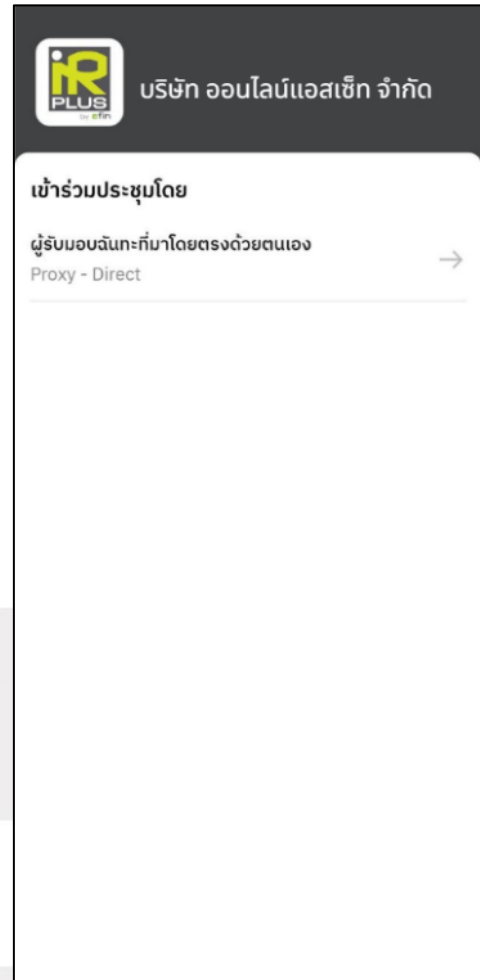 iR
PLUS
by efin
บริษัท ออนไลน์แอสเซ็ท จำกัด
เข้าร่วมประชุมโดย
ผู้รับมอบฉันทะที่มาโดยตรงด้วยตนเอง
Proxy - Direct